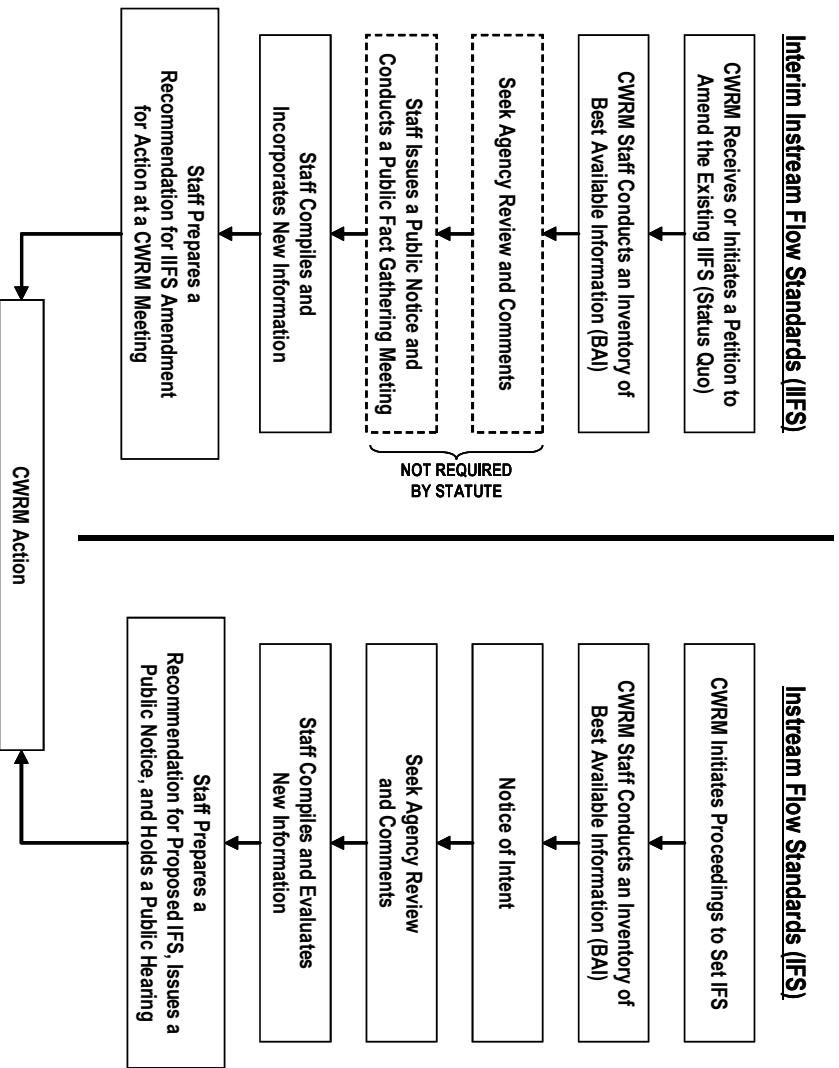 Interim Instream Flow Standards (IIFS)
CWRM Receives or Initiates a Petition to
Amend the Existing IIFS (Status Quo)
CWRM Staff Conducts an Inventory of
Best Available Information (BAI)
Seek Agency Review and Comments
Staff Issues a Public Notice and
Conducts a Public Fact Gathering Meeting
NOT REQUIRED
BY STATUTE
Staff Compiles and
Incorporates New Information
Staff Prepares a
Recommendation for IIFS Amendment
for Action at a CWRM Meeting
Instream Flow Standards (IFS)
CWRM Initiates Proceedings to Set IFS
CWRM Staff Conducts an Inventory of
Best Available Information (BAI)
Notice of Intent
Seek Agency Review
and Comments
Staff Compiles and Evaluates
New Information
Staff Prepares a
Recommendation for Proposed IFS, Issues a
Public Notice, and Holds a Public Hearing
CWRM Action